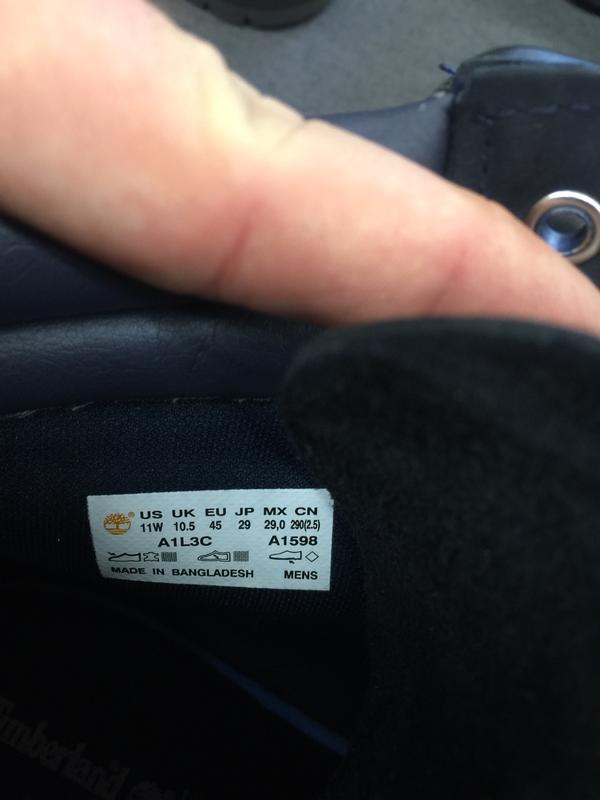 US UK EU JP MX CN
11W 10.5 45 29 29,0 290(2.5)
A1L3C A1598
MADE IN BANGLADESH MENS
Timberland